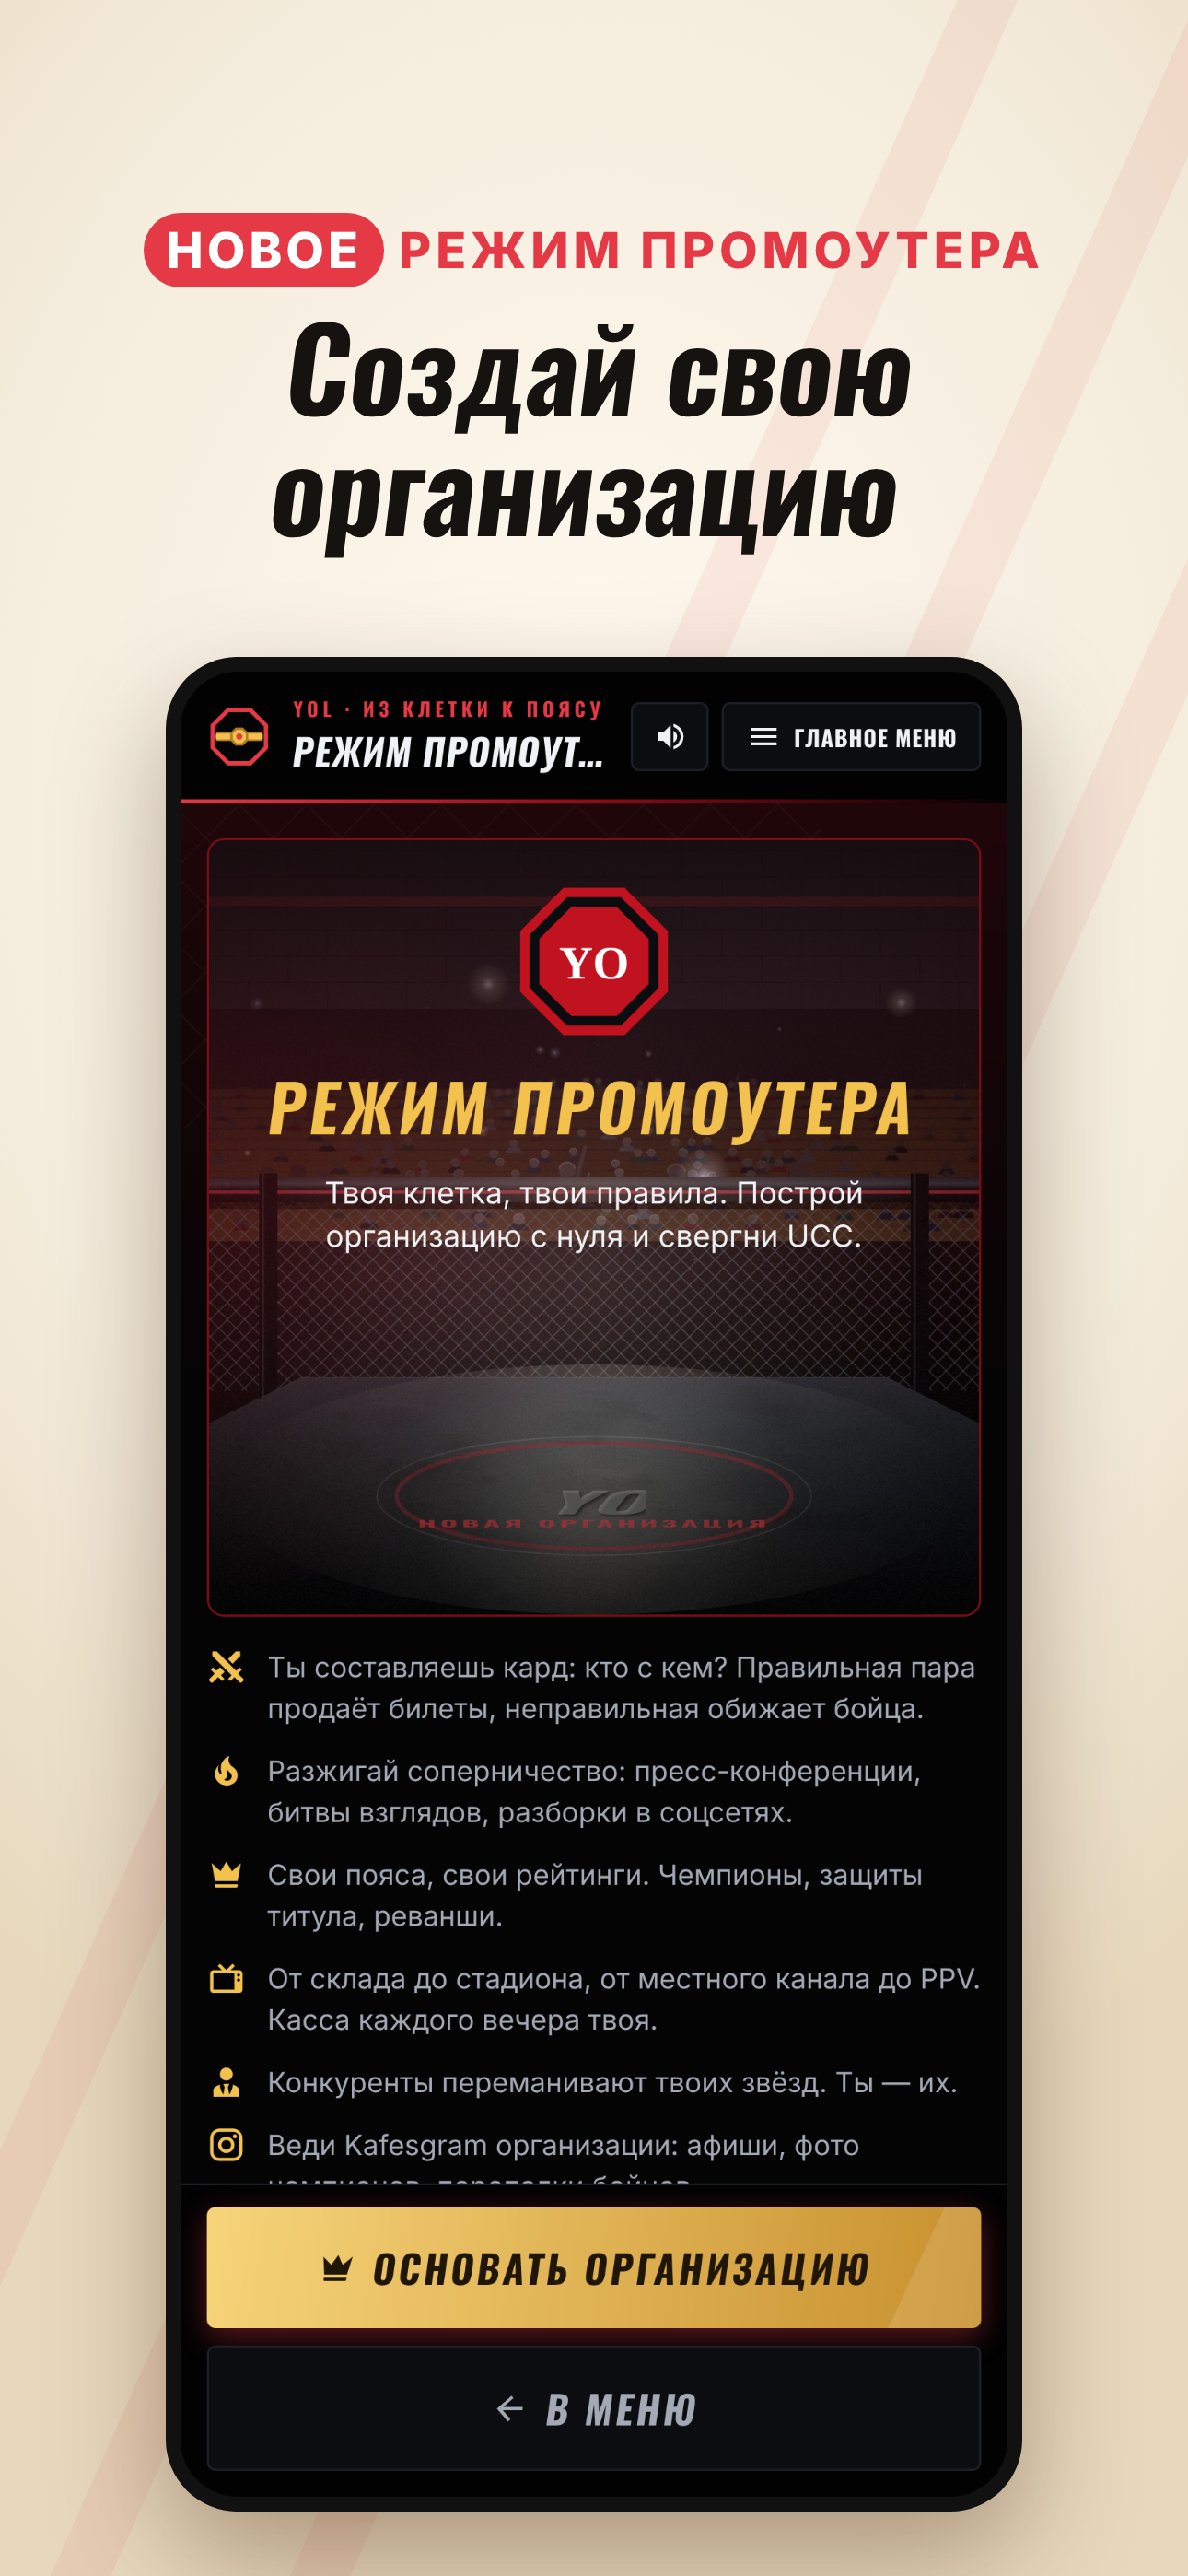 НОВОЕ РЕЖИМ ПРОМОУТЕРА
Создай свою
организацию
YOL · ИЗ КЛЕТКИ К ПОЯСУ
РЕЖИМ ПРОМОУТ...
ГЛАВНОЕ МЕНЮ
YO
РЕЖИМ ПРОМОУТЕРА
Твоя клетка, твои правила. Построй
организацию с нуля и свергни UCC.
YO
НОВАЯ ОРГАНИЗАЦИЯ
Ты составляешь кард: кто с кем? Правильная пара
продаёт билеты, неправильная обижает бойца.
Разжигай соперничество: пресс-конференции,
битвы взглядов, разборки в соцсетях.
Свои пояса, свои рейтинги. Чемпионы, защиты
титула, реванши.
От склада до стадиона, от местного канала до PPV.
Касса каждого вечера твоя.
Конкуренты переманивают твоих звёзд. Ты — их.
Веди Kafesgram организации: афиши, фото
ОСНОВАТЬ ОРГАНИЗАЦИЮ
В МЕНЮ